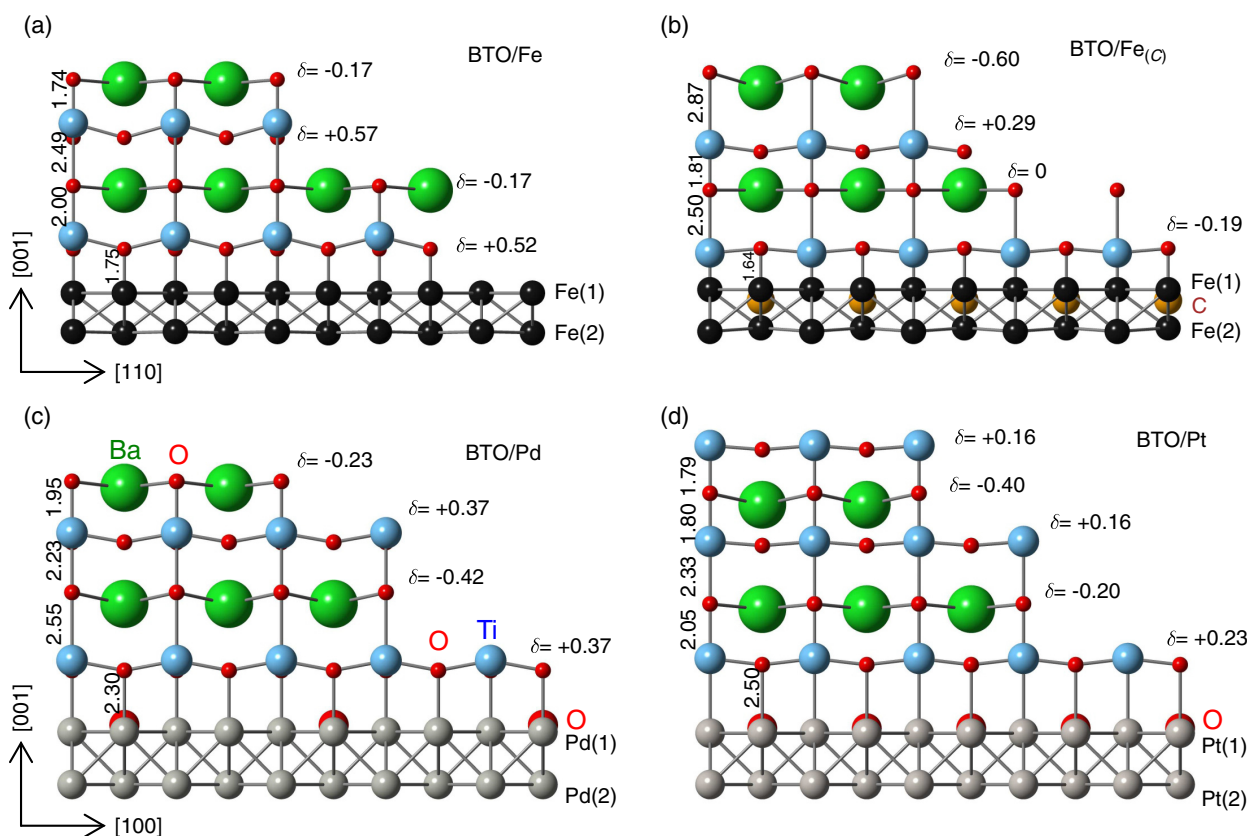 (a)
BTO/Fe
δ= -0.17
1.74
δ= +0.57
2.49
δ= -0.17
2.00
δ= +0.52
1.75
Fe(1)
Fe(2)
[001]
[110]
(b)
BTO/Fe(C)
δ= -0.60
2.87
δ= +0.29
1.81
δ= 0
2.50
δ= -0.19
1.64
Fe(1)
C
Fe(2)
(c)
BTO/Pd
Ba
O
δ= -0.23
1.95
δ= +0.37
2.23
δ= -0.42
2.55
O
Ti
δ= +0.37
2.30
O
Pd(1)
Pd(2)
[001]
[100]
(d)
BTO/Pt
δ= +0.16
1.79
δ= -0.40
1.80
δ= +0.16
2.33
δ= -0.20
2.05
δ= +0.23
2.50
O
Pt(1)
Pt(2)